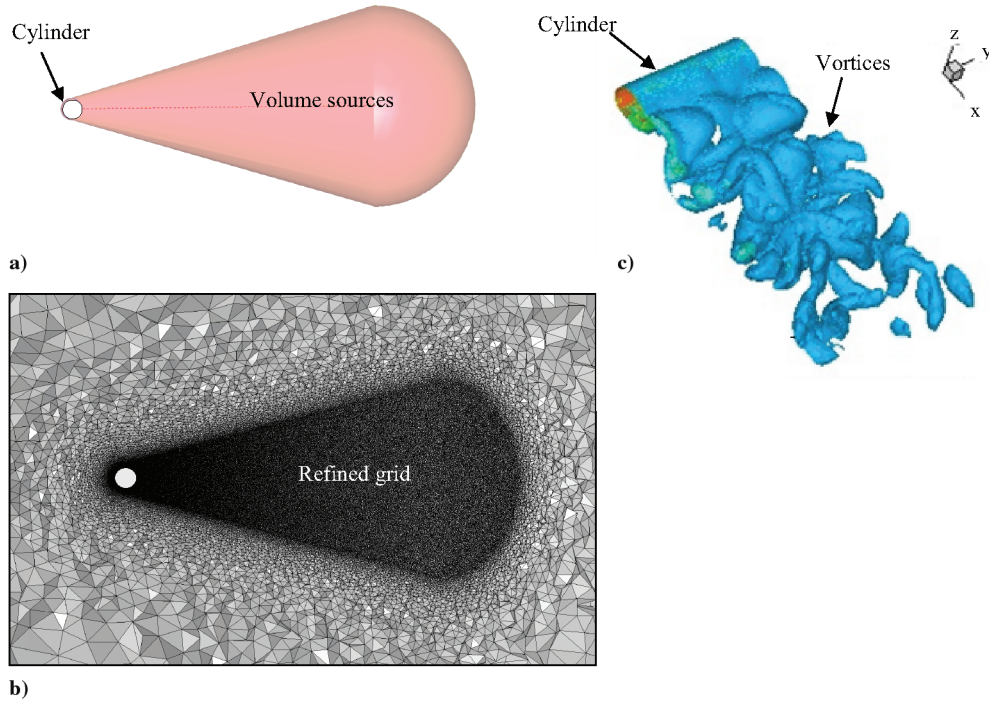 Cylinder
Volume sources
a)
Cylinder
Vortices
z
y
x
c)
Refined grid
b)